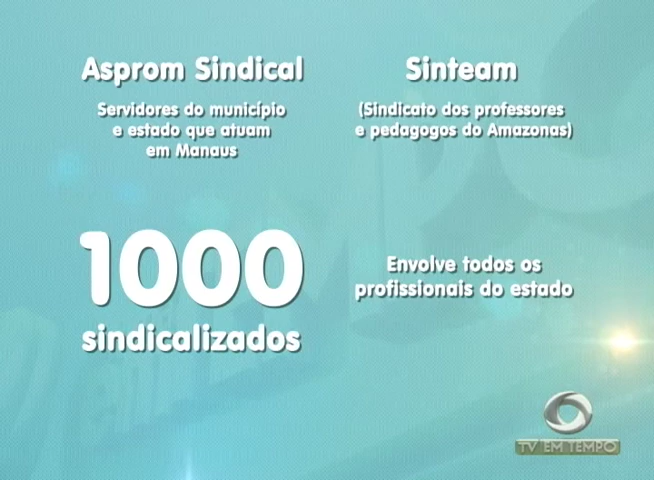 Asprom Sindical
Servidores do município
e estado que atuam
em Manaus
1000
sindicalizados
Sinteam
(Sindicato dos professores
e pedagogos do Amazonas)
Envolve todos os
profissionais do estado
TV EM TEMPO